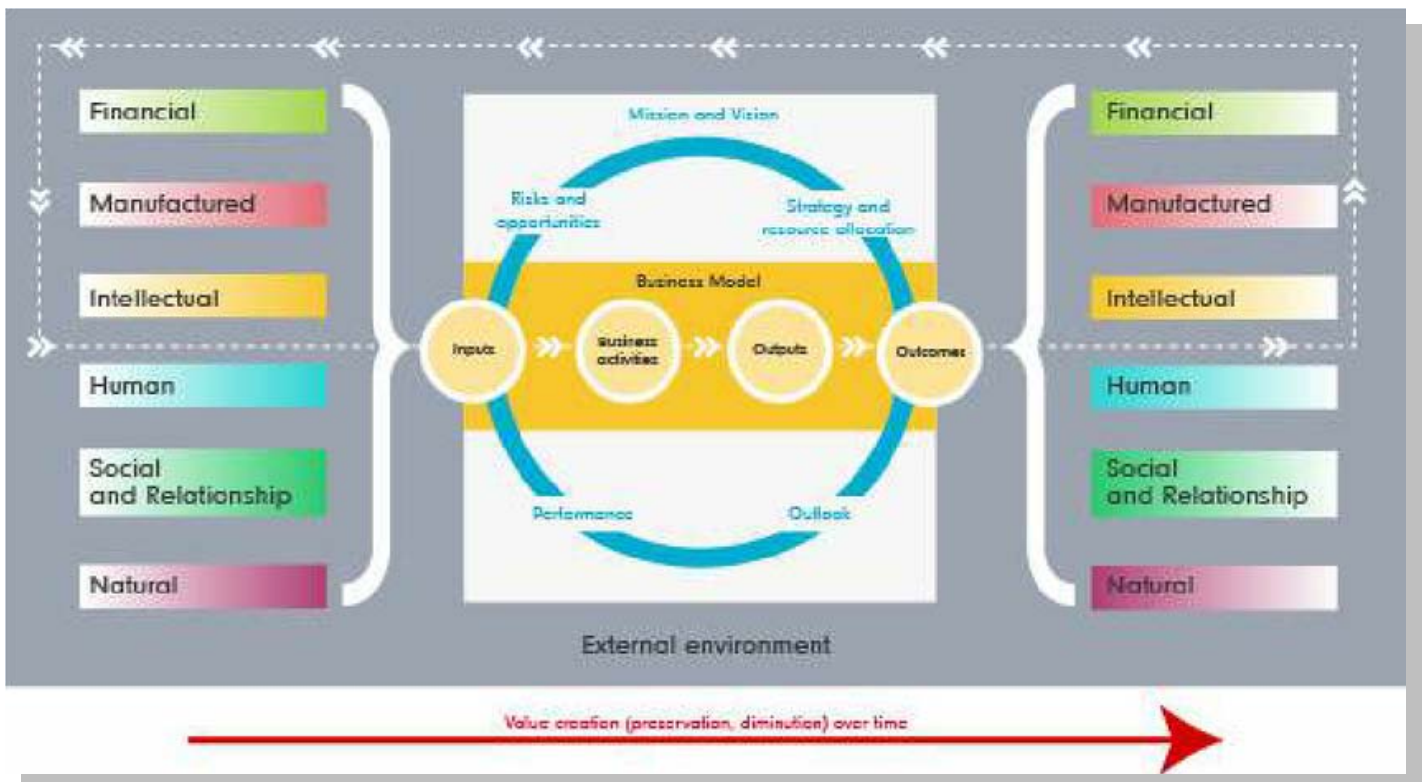 Financial
Manufactured
Intellectual
Human
Social
and Relationship
Natural
Mission and Vision
Risks and
opportunities
Strategy and
resource allocation
Business Model
Inputs
Business
activities
Outputs
Outcomes
Performance
Outlook
Financial
Manufactured
Intellectual
Human
Social
and Relationship
Natural
External environment
Value creation (preservation, diminution) over time